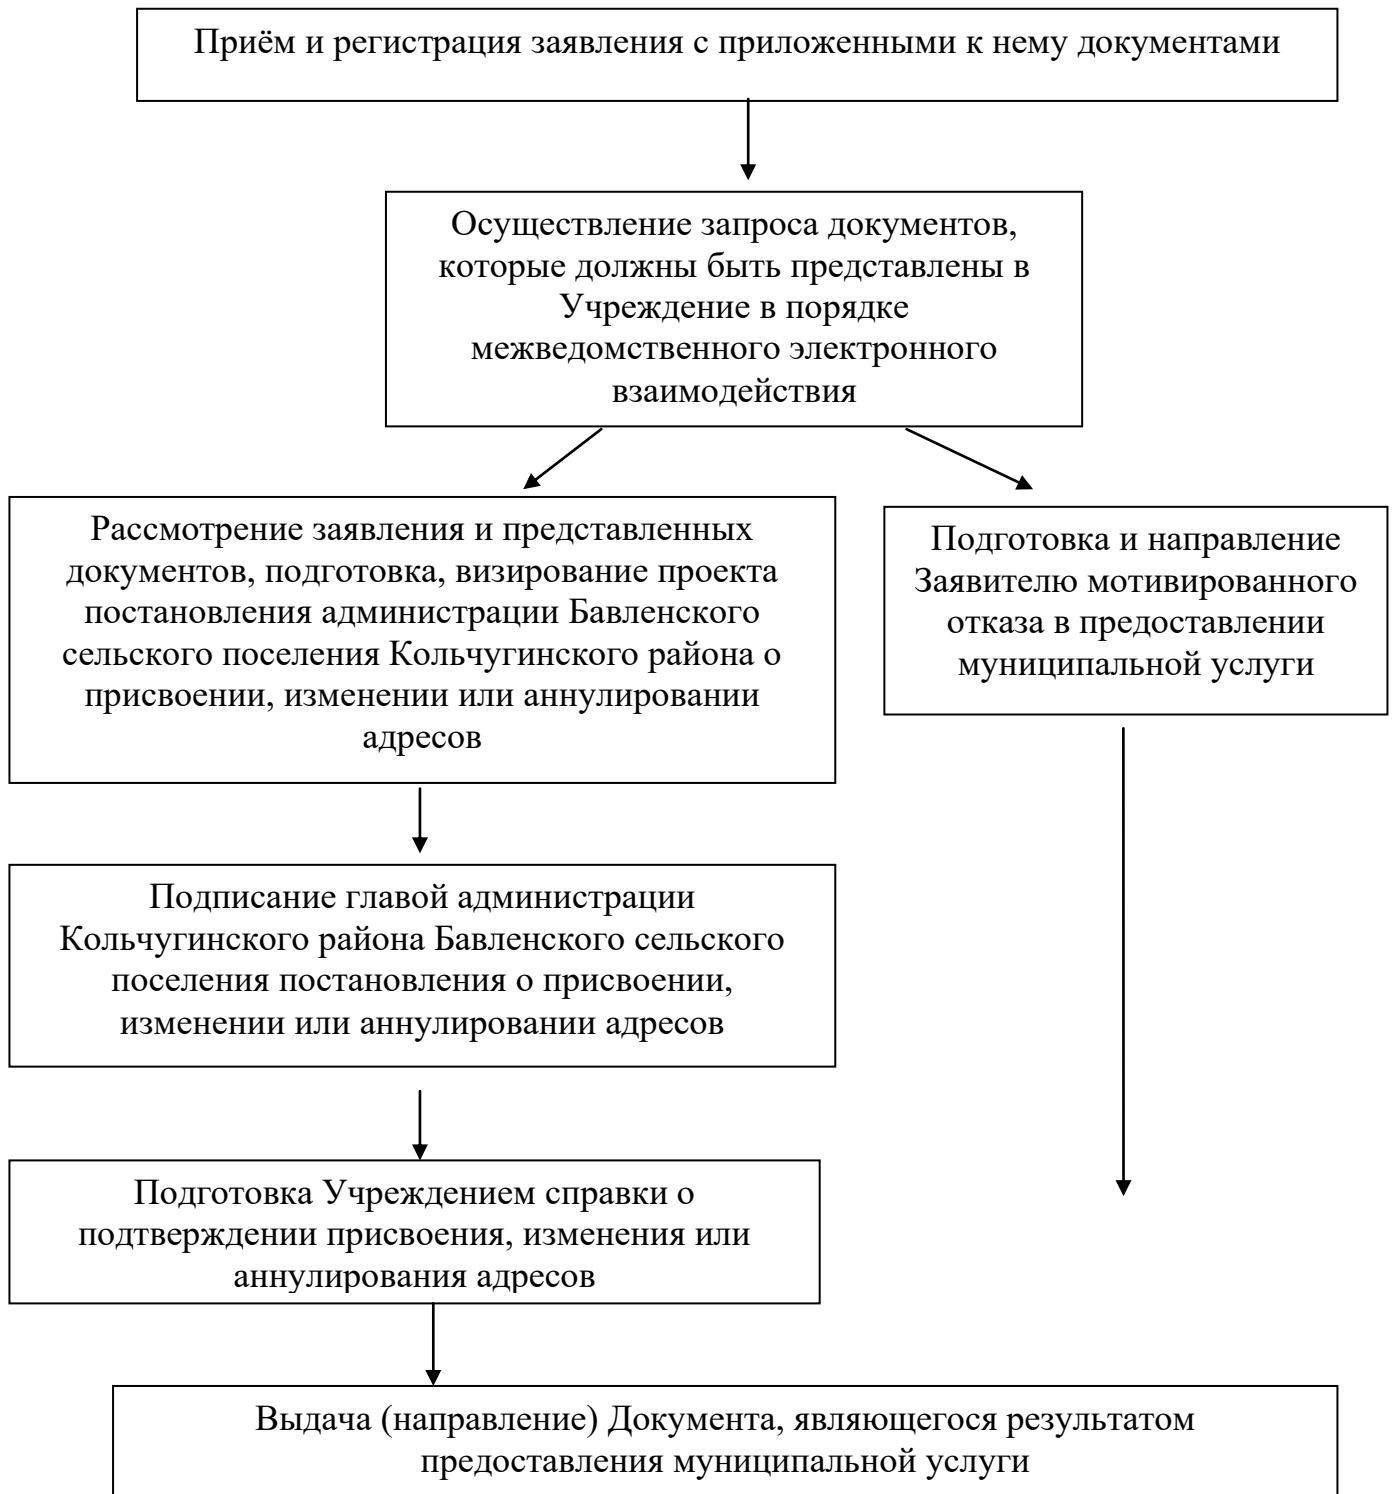 Приём и регистрация заявления с приложенными к нему документами
Осуществление запроса документов,
которые должны быть представлены в
Учреждение в порядке
межведомственного электронного
взаимодействия
Рассмотрение заявления и представленных
документов, подготовка, визирование проекта
постановления администрации Бавленского
сельского поселения Кольчугинского района о
присвоении, изменении или аннулировании
адресов
Подготовка и направление
Заявителю мотивированного
отказа в предоставлении
муниципальной услуги
Подписание главой администрации
Кольчугинского района Бавленского сельского
поселения постановления о присвоении,
изменении или аннулировании адресов
Подготовка Учреждением справки о
подтверждении присвоения, изменения или
аннулирования адресов
Выдача (направление) Документа, являющегося результатом
предоставления муниципальной услуги